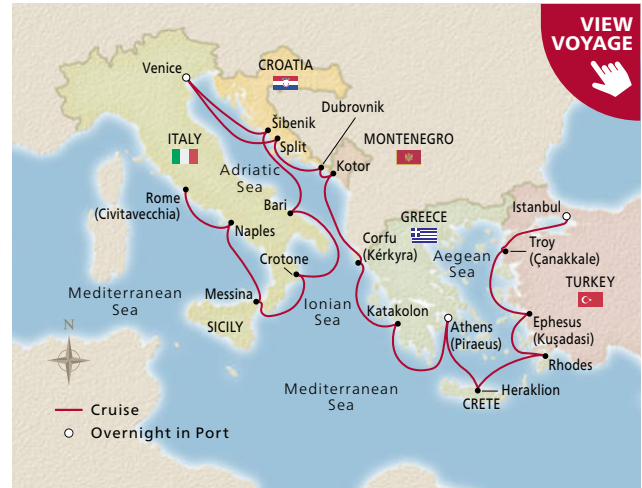 VIEW
VOYAGE
Venice
CROATIA
Dubrovnik
Šibenik
Split
ITALY
MONTENEGRO
Kotor
Adriatic
Sea
Rome
(Civitavecchia)
Bari
Istanbul
Naples
GREECE
Corfu
(Kérkyra)
Aegean
Sea
Troy
(Çanakkale)
Crotone
TURKEY
Mediterranean
Sea
Messina
Ionian
Sea
Katakolon
Athens
(Piraeus)
Ephesus
(Kuşadasi)
SICILY
Rhodes
N
Mediterranean
Sea
Heraklion
CRETE
Cruise
Overnight in Port